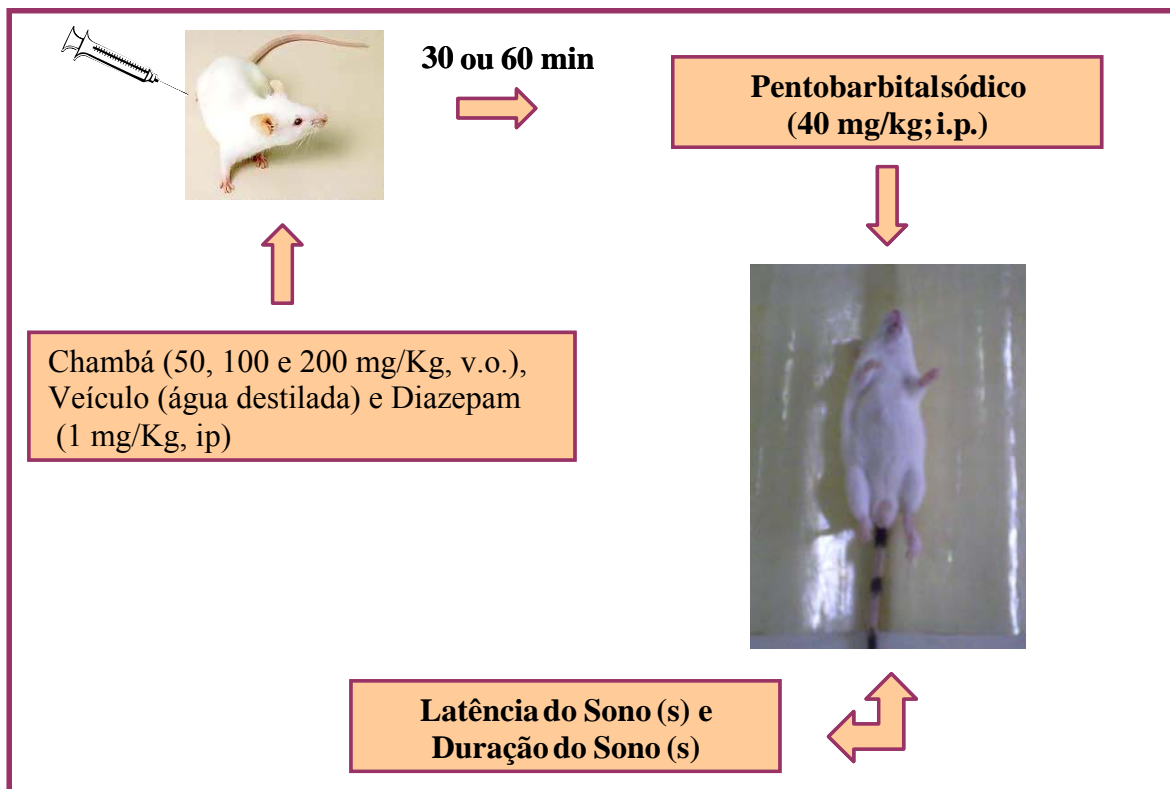 30 ou 60 min
Pentobarbitalsódico
(40 mg/kg; i.p.)
Chambá (50, 100 e 200 mg/Kg, v.o.),
Veículo (água destilada) e Diazepam
(1 mg/Kg, ip)
Latência do Sono (s) e
Duração do Sono (s)